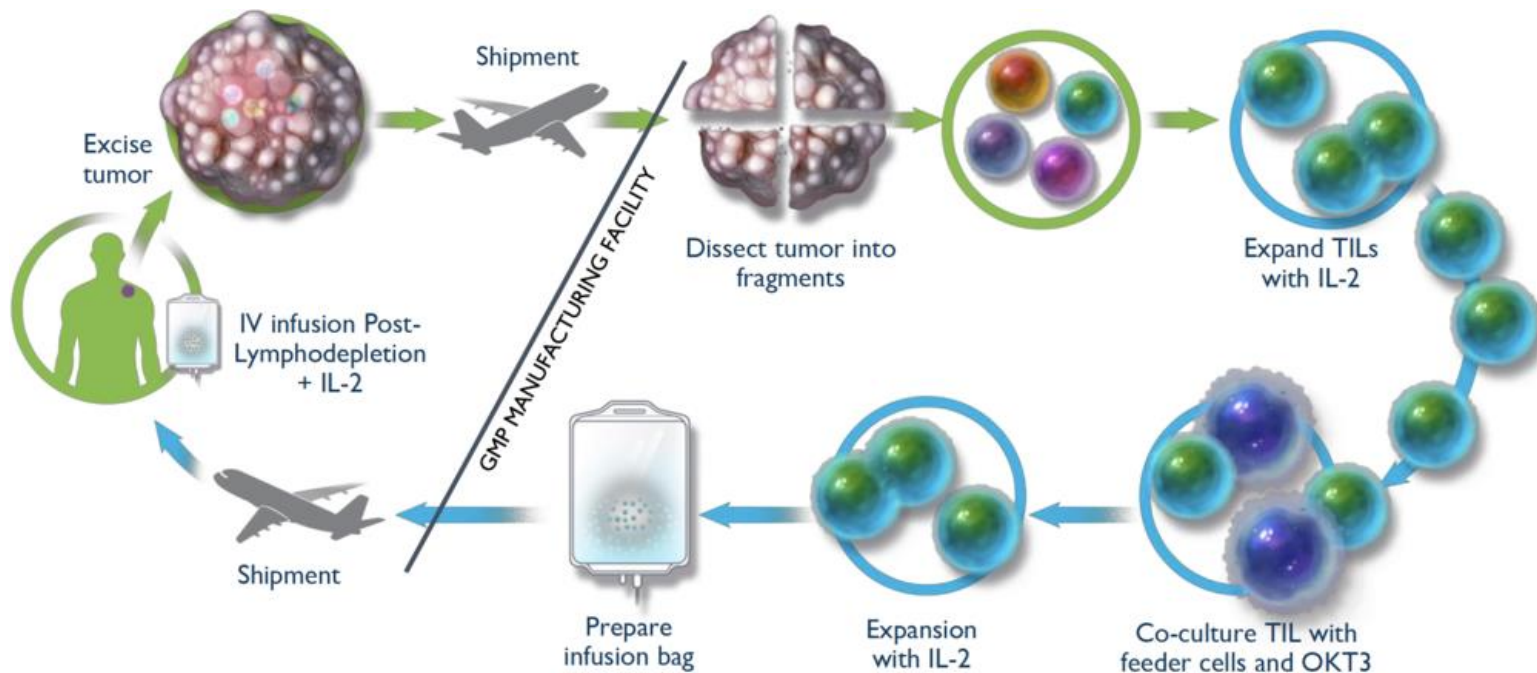 Excise
tumor
Shipment
GMP MANUFACTURING FACILITY
Dissect tumor into
fragments
Expand TILs
with IL-2
Co-culture TIL with
feeder cells and OKT3
Expansion
with IL-2
Prepare
infusion bag
Shipment
IV infusion Post-
Lymphodepletion
+ IL-2